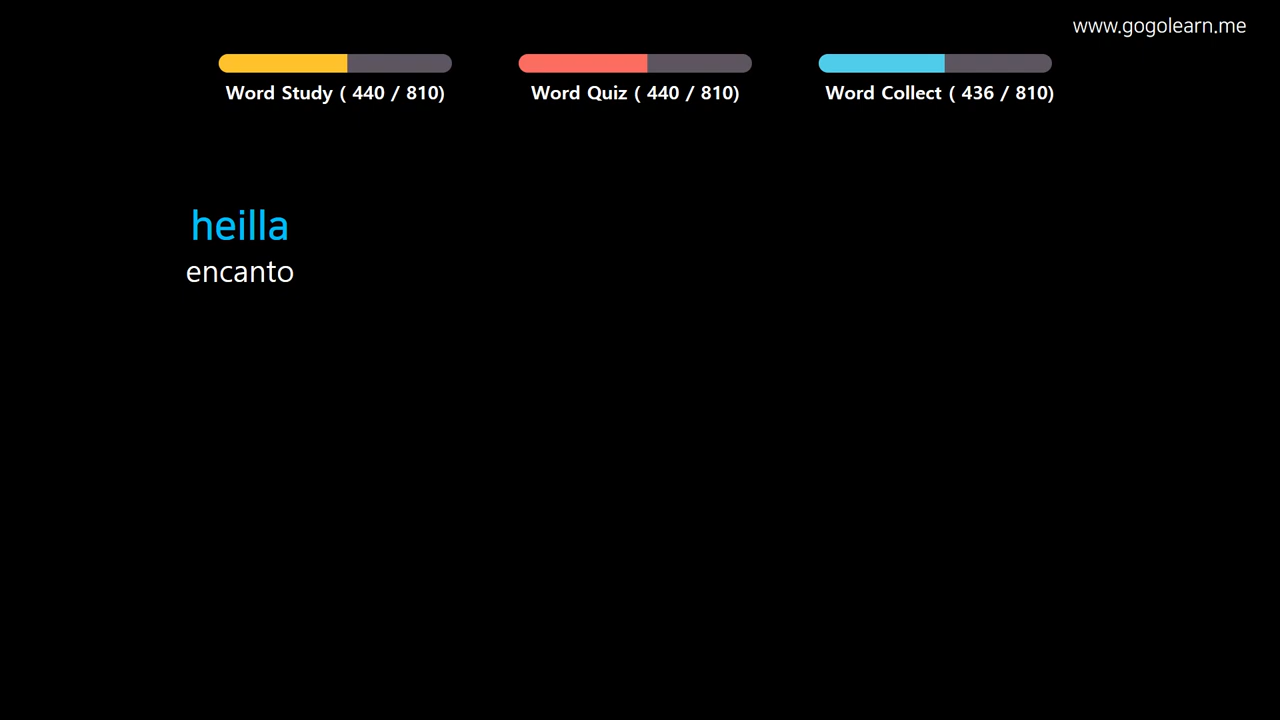 www.gogolearn.me
Word Study ( 440 / 810)
Word Quiz ( 440 / 810)
Word Collect ( 436 / 810)
heilla
encanto